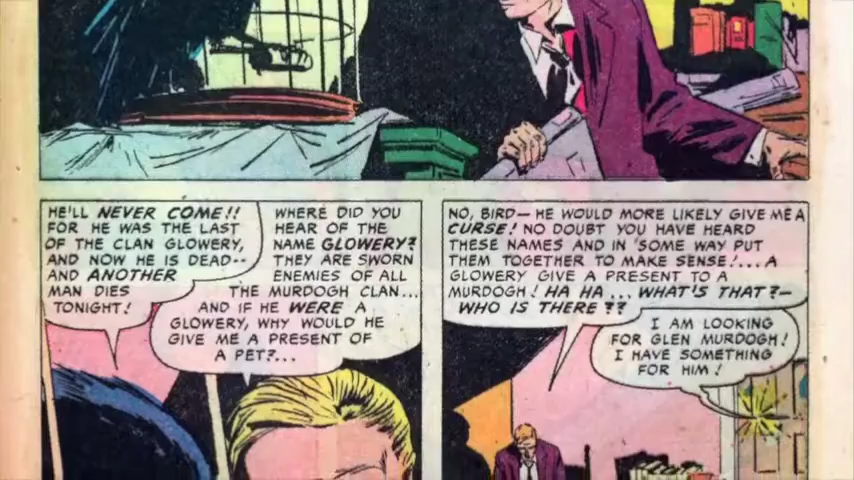 HE'LL NEVER COME!!
FOR HE WAS THE LAST
OF THE CLAN GLOWERY,
AND NOW HE IS DEAD--
AND ANOTHER
MAN DIES
TONIGHT!
WHERE DID YOU
HEAR OF THE
NAME GLOWERY?
THEY ARE SWORN
ENEMIES OF ALL
THE MURDOGH CLAN...
AND IF HE WERE A
GLOWERY, WHY WOULD HE
GIVE ME A PRESENT OF
A PET?...
NO, BIRD— HE WOULD MORE LIKELY GIVE ME A
CURSE! NO DOUBT YOU HAVE HEARD
THESE NAMES AND IN SOME WAY PUT
THEM TOGETHER TO MAKE SENSE!...A
GLOWERY GIVE A PRESENT TO A
MURDOGH! HA HA... WHAT'S THAT?—
WHO IS THERE??
I AM LOOKING
FOR GLEN MURDOGH!
I HAVE SOMETHING
FOR HIM!